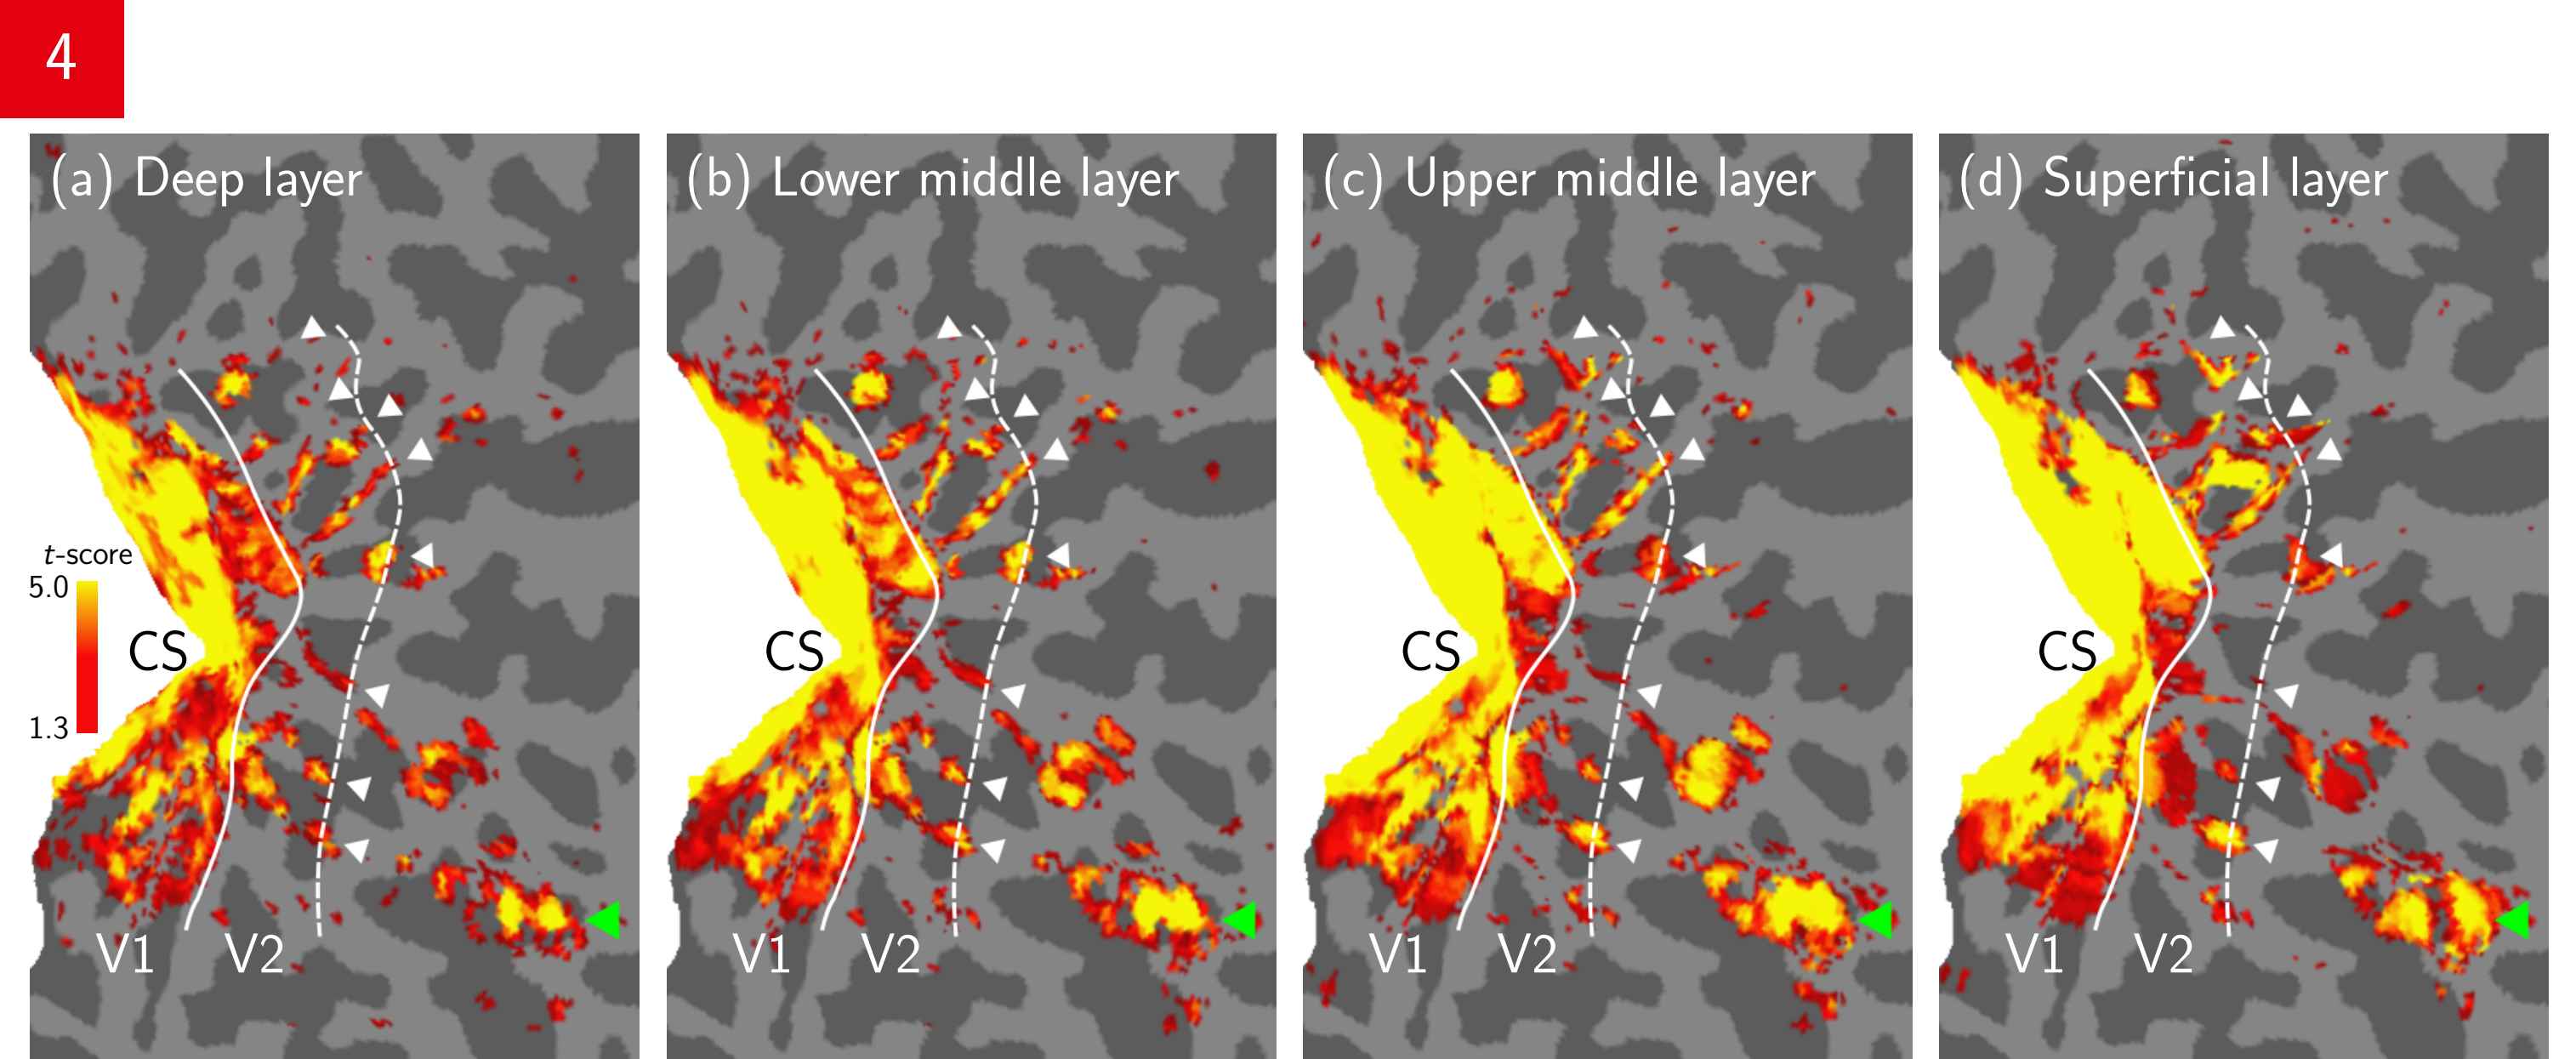 4
(a) Deep layer
(b) Lower middle layer
(c) Upper middle layer
(d) Superficial layer
t-score
5.0
1.3
CS
CS
CS
CS
V1 V2
V1 V2
V1 V2
V1 V2